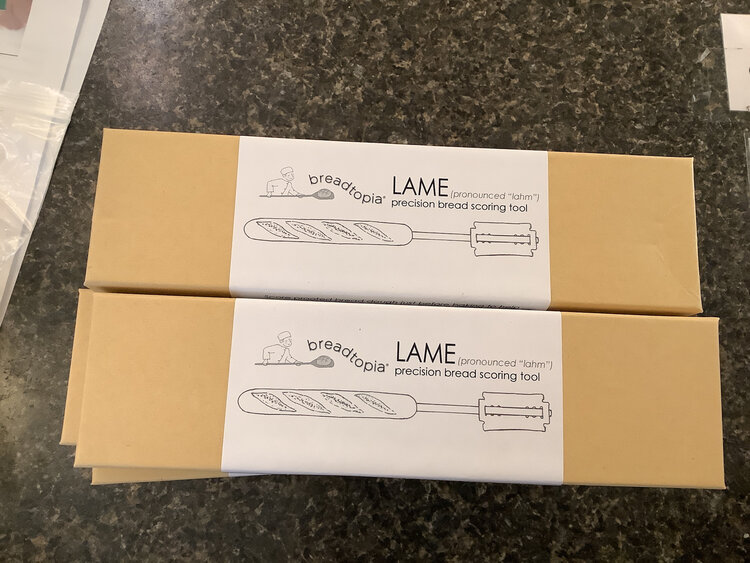 breadtopia®
LAME (pronounced "lahm")
precision bread scoring tool
breadtopia®
LAME (pronounced "lahm")
precision bread scoring tool